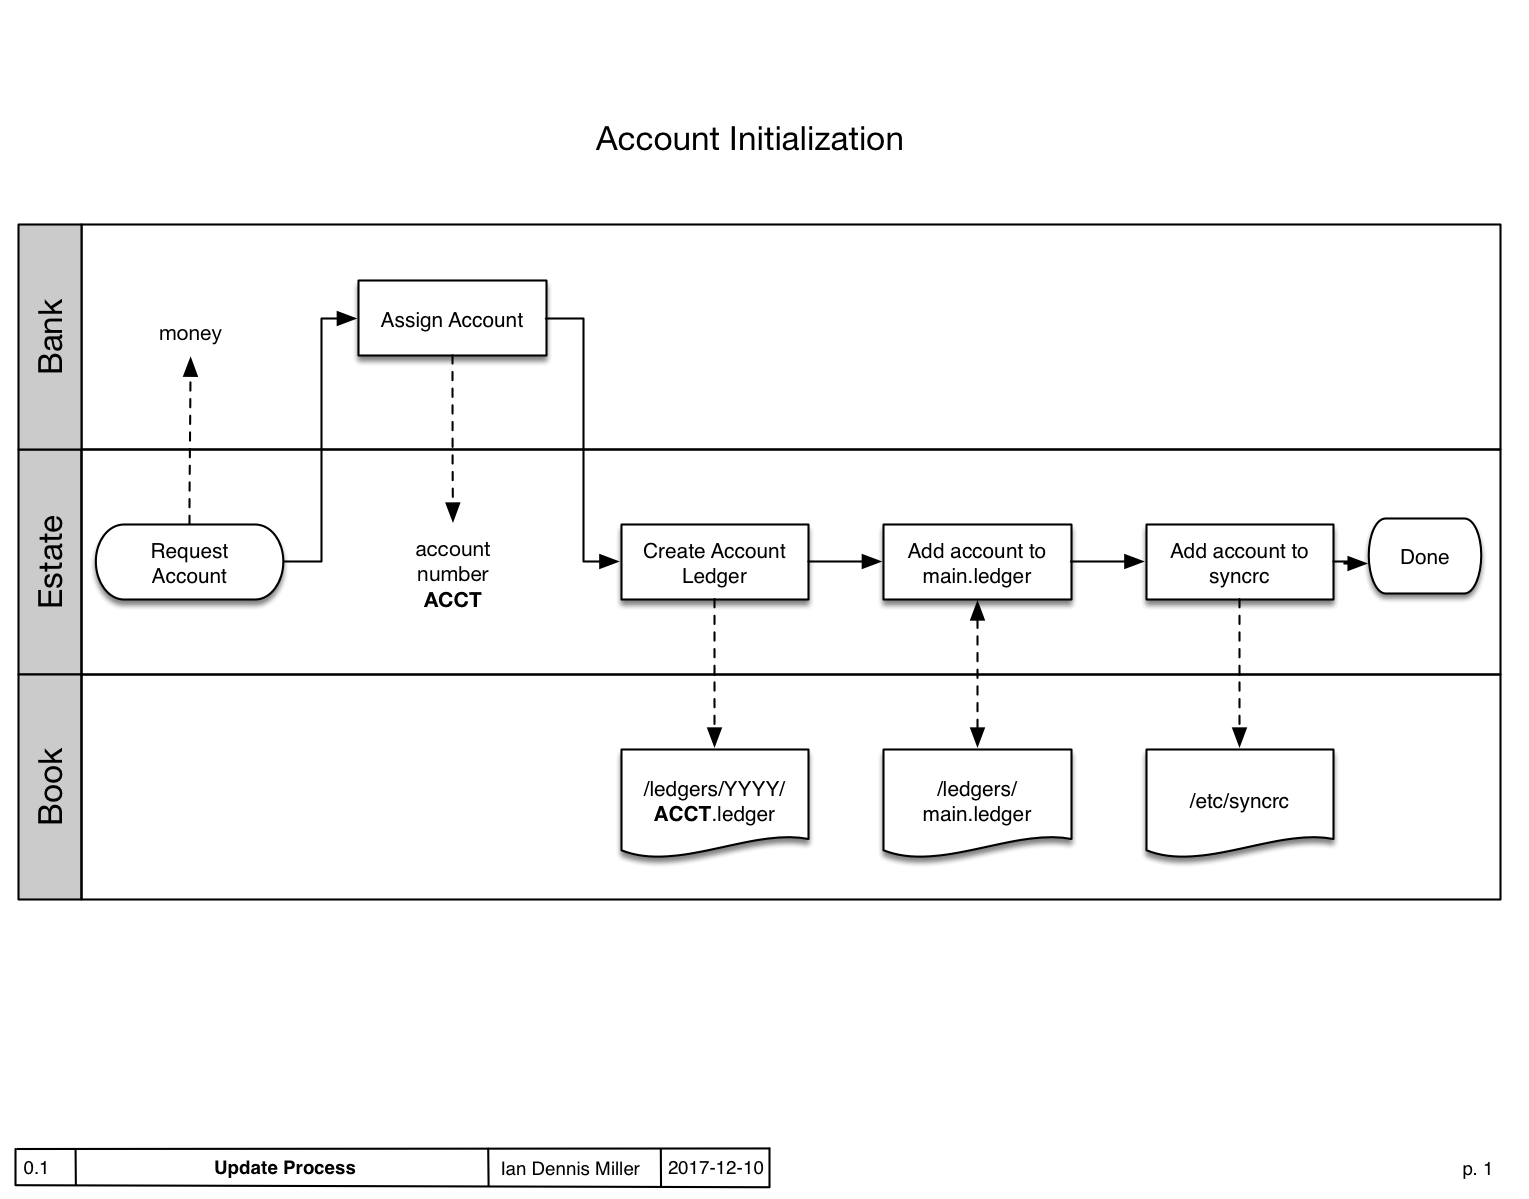 Account Initialization
Bank
money
Assign Account
Estate
Request
Account
account
number
ACCT
Create Account
Ledger
Add account to
main.ledger
Add account to
syncrc
Done
Book
/ledgers/YYYY/
ACCT.ledger
/ledgers/
main.ledger
/etc/syncrc
0.1
Update Process
Ian Dennis Miller
2017-12-10
p. 1